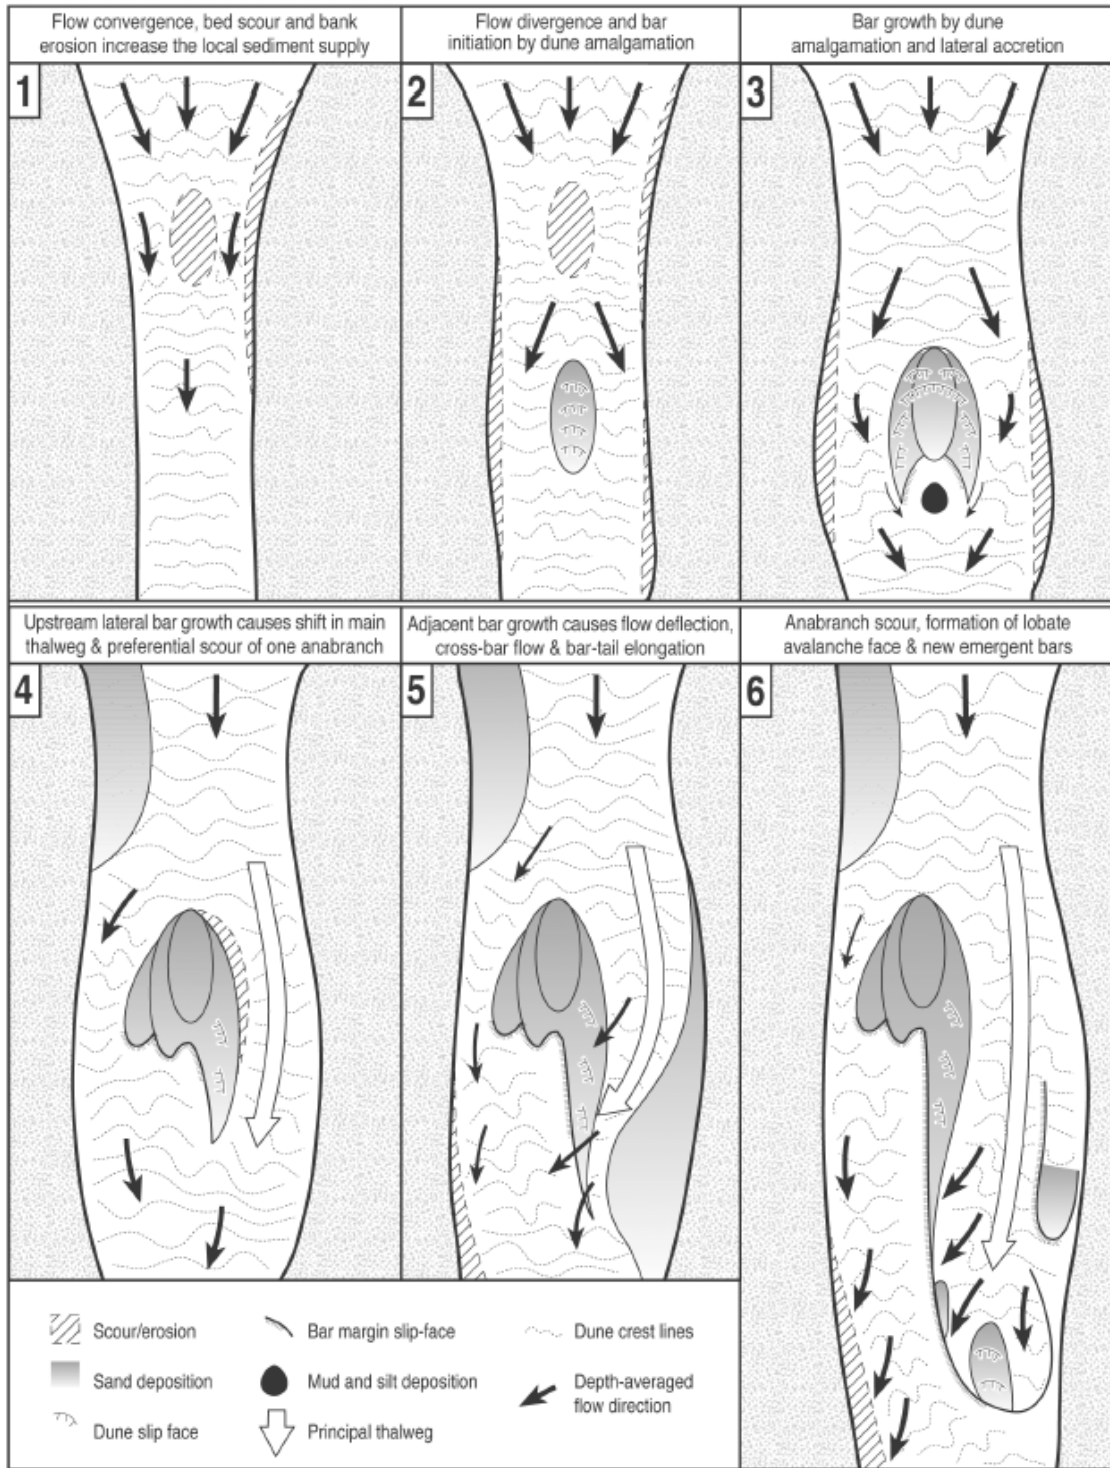 Flow convergence, bed scour and bank
erosion increase the local sediment supply
Flow divergence and bar
initiation by dune amalgamation
Bar growth by dune
amalgamation and lateral accretion
1
2
3
Upstream lateral bar growth causes shift in main
thalweg & preferential scour of one anabranch
Adjacent bar growth causes flow deflection,
cross-bar flow & bar-tail elongation
Anabranch scour, formation of lobate
avalanche face & new emergent bars
4
5
6
Scour/erosion
Bar margin slip-face
Dune crest lines
Sand deposition
Mud and silt deposition
Depth-averaged
flow direction
Dune slip face
Principal thalweg